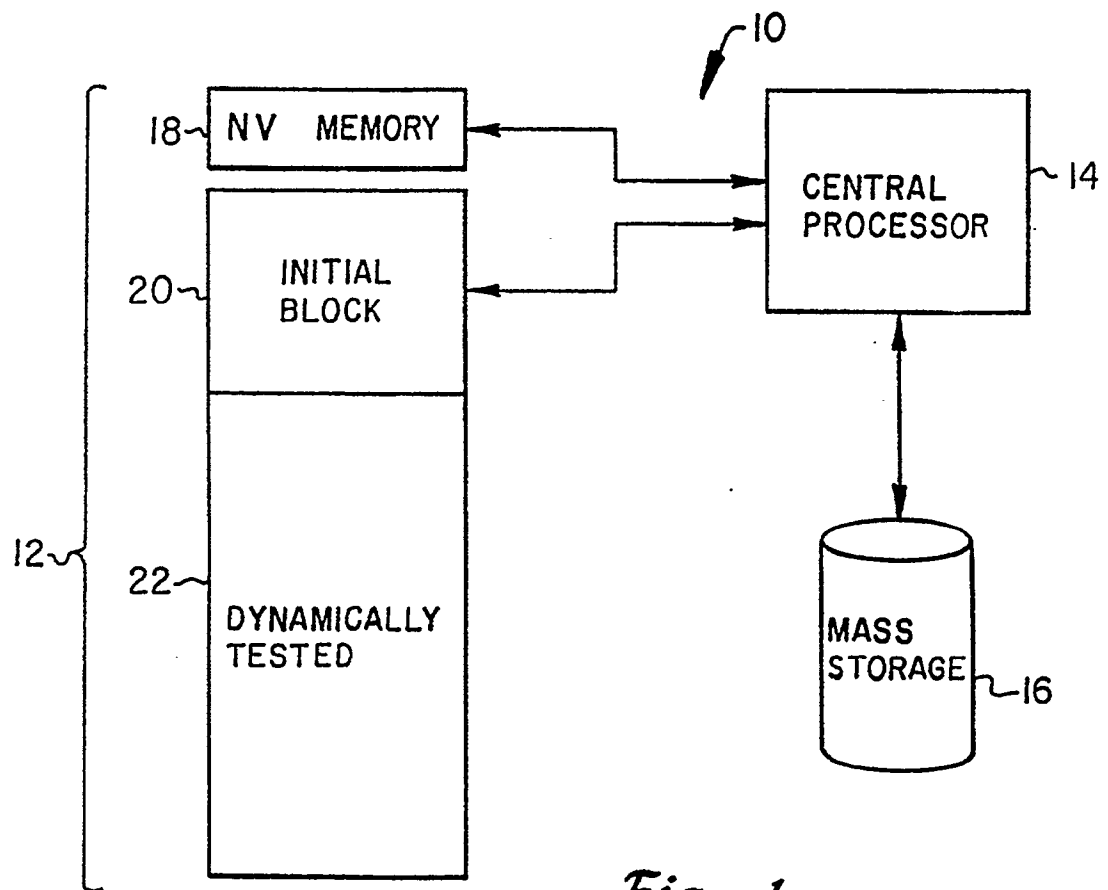 10
18 NV MEMORY
CENTRAL
PROCESSOR
14
20
INITIAL
BLOCK
12
22
DYNAMICALLY
TESTED
MASS
STORAGE
16
Fig. 1